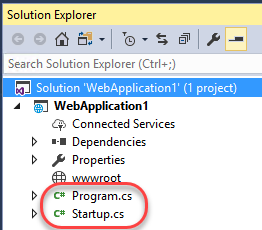 Solution Explorer
Search Solution Explorer (Ctrl+;)
Solution 'WebApplication1' (1 project)
WebApplication1
Connected Services
Dependencies
Properties
wwwroot
C# Program.cs
C# Startup.cs